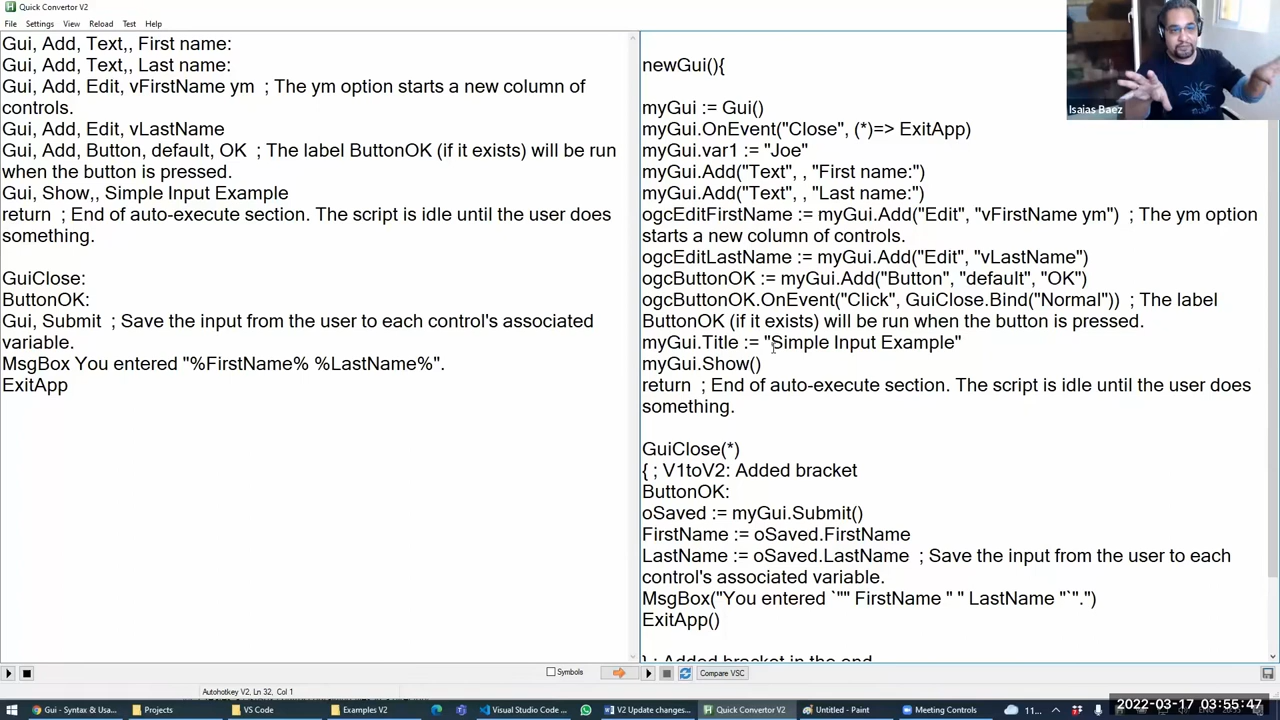 Quick Convertor V2
File Settings View Reload Test Help
Gui, Add, Text,, First name:
Gui, Add, Text,, Last name:
Gui, Add, Edit, vFirstName ym  ; The ym option starts a new column of
controls.
Gui, Add, Edit, vLastName
Gui, Add, Button, default, OK  ; The label ButtonOK (if it exists) will be run
when the button is pressed.
Gui, Show,, Simple Input Example
return  ; End of auto-execute section. The script is idle until the user does
something.
GuiClose:
ButtonOK:
Gui, Submit  ; Save the input from the user to each control's associated
variable.
MsgBox You entered "%FirstName% %LastName%".
ExitApp
newGui(){
myGui := Gui()
myGui.OnEvent("Close", (*)=> ExitApp)
myGui.var1 := "Joe"
myGui.Add("Text", , "First name:")
myGui.Add("Text", , "Last name:")
ogcEditFirstName := myGui.Add("Edit", "vFirstName ym")  ; The ym option
starts a new column of controls.
ogcEditLastName := myGui.Add("Edit", "vLastName")
ogcButtonOK := myGui.Add("Button", "default", "OK")
ogcButtonOK.OnEvent("Click", GuiClose.Bind("Normal"))  ; The label
ButtonOK (if it exists) will be run when the button is pressed.
myGui.Title := "Simple Input Example"
myGui.Show()
return  ; End of auto-execute section. The script is idle until the user does
something.
GuiClose(*)
{ ; V1toV2: Added bracket
ButtonOK:
oSaved := myGui.Submit()
FirstName := oSaved.FirstName
LastName := oSaved.LastName  ; Save the input from the user to each
control's associated variable.
MsgBox("You entered `"" FirstName " " LastName "`".")
ExitApp()
} ; Added bracket in the end
Isaias Baez
Symbols
Compare VSC
Autohotkey V2, Ln 32, Col 1
Gui - Syntax & Usa...
Projects
VS Code
Examples V2
Visual Studio Code ...
V2 Update changes...
Quick Convertor V2
Untitled - Paint
Meeting Controls
11...
2022-03-17 15:55:47